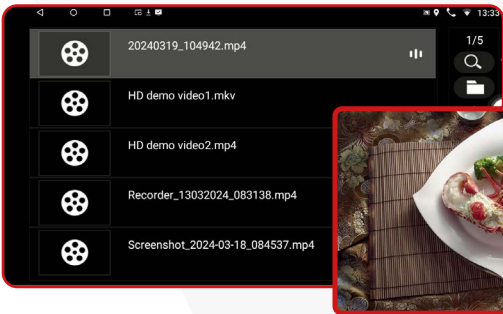 13:33
20240319_104942.mp4
1/5
HD demo video1.mkv
HD demo video2.mp4
Recorder_13032024_083138.mp4
Screenshot_2024-03-18_084537.mp4